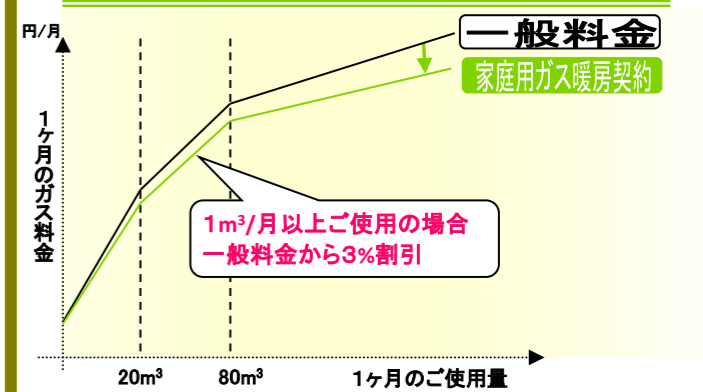 円/月
一般料金
家庭用ガス暖房契約
1ヶ月のガス料金
1m³/月以上ご使用の場合
一般料金から3%割引
20m³
80m³
1ヶ月のご使用量